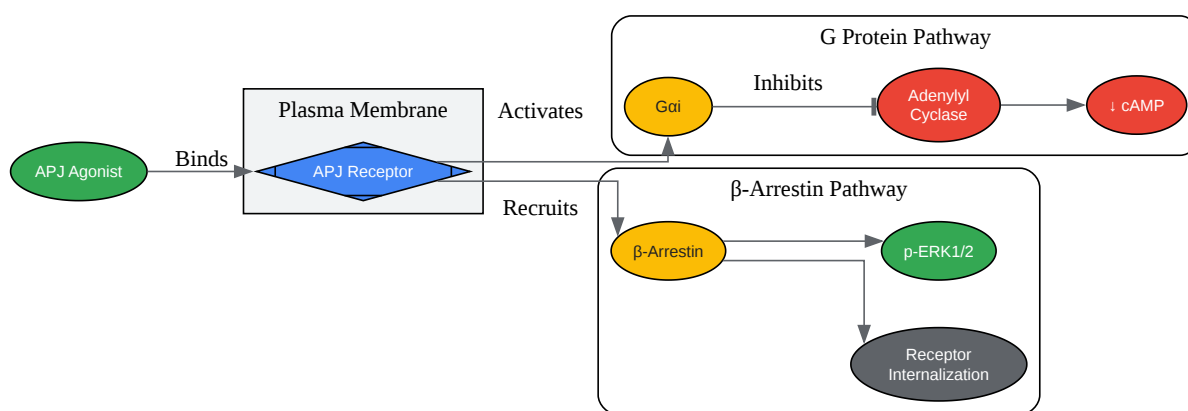 APJ Agonist
Binds
Plasma Membrane
APJ Receptor
Activates
Recruits
G Protein Pathway
Gαi
Inhibits
Adenylyl
Cyclase
↓ cAMP
β-Arrestin Pathway
β-Arrestin
p-ERK1/2
Receptor
Internalization